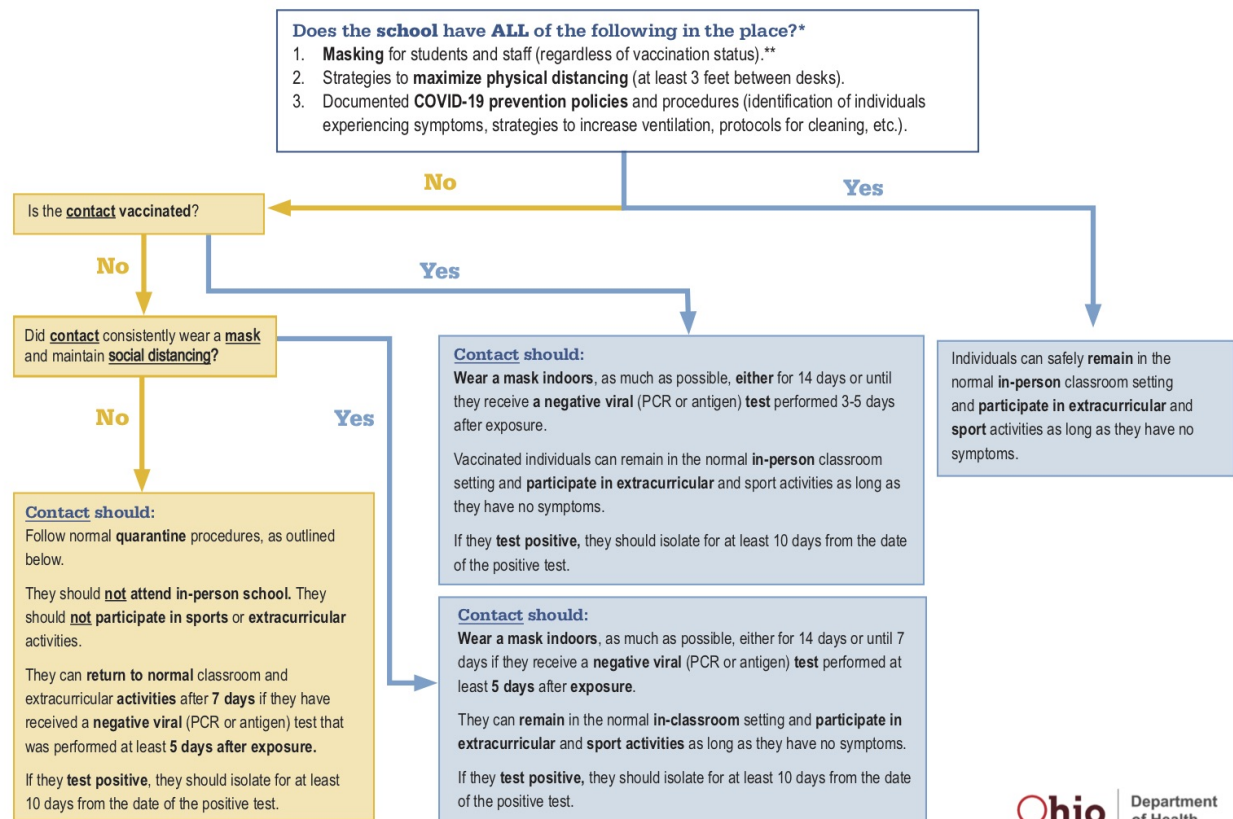 Does the school have ALL of the following in the place?*
1. Masking for students and staff (regardless of vaccination status).**
2. Strategies to maximize physical distancing (at least 3 feet between desks).
3. Documented COVID-19 prevention policies and procedures (identification of individuals
experiencing symptoms, strategies to increase ventilation, protocols for cleaning, etc.).
No
Yes
Is the contact vaccinated?
No
Yes
Did contact consistently wear a mask
and maintain social distancing?
No
Yes
Contact should:
Wear a mask indoors, as much as possible, either for 14 days or until
they receive a negative viral (PCR or antigen) test performed 3-5 days
after exposure.
Vaccinated individuals can remain in the normal in-person classroom
setting and participate in extracurricular and sport activities as long as
they have no symptoms.
If they test positive, they should isolate for at least 10 days from the date
of the positive test.
Individuals can safely remain in the
normal in-person classroom setting
and participate in extracurricular and
sport activities as long as they have no
symptoms.
Contact should:
Follow normal quarantine procedures, as outlined
below.
They should not attend in-person school. They
should not participate in sports or extracurricular
activities.
They can return to normal classroom and
extracurricular activities after 7 days if they have
received a negative viral (PCR or antigen) test that
was performed at least 5 days after exposure.
If they test positive, they should isolate for at least
10 days from the date of the positive test.
Contact should:
Wear a mask indoors, as much as possible, either for 14 days or until 7
days if they receive a negative viral (PCR or antigen) test performed at
least 5 days after exposure.
They can remain in the normal in-classroom setting and participate in
extracurricular and sport activities as long as they have no symptoms.
If they test positive, they should isolate for at least 10 days from the date
of the positive test.
Ohio
Department
of Health